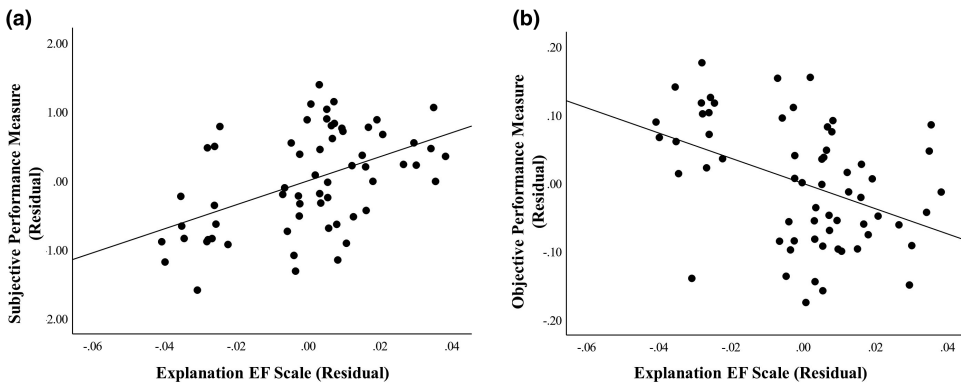 (a)
2.00
1.00
.00
-1.00
-2.00
Subjective Performance Measure
(Residual)
-.06
-.04
-.02
.00
.02
.04
Explanation EF Scale (Residual)
(b)
.20
.10
.00
-.10
-.20
Objective Performance Measure
(Residual)
-.06
-.04
-.02
.00
.02
.04
Explanation EF Scale (Residual)